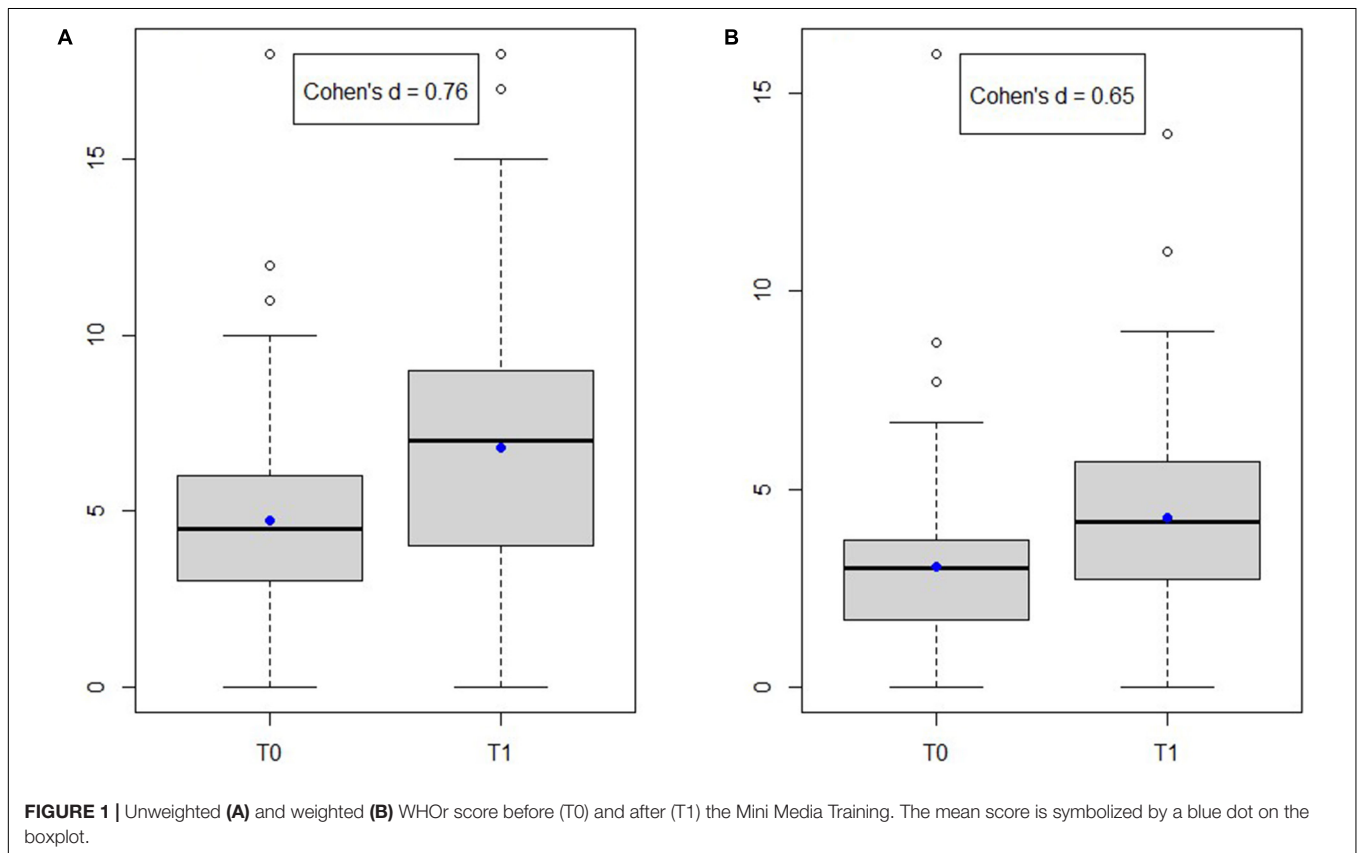 A
Cohen's d = 0.76
15
10
5
0
T0 T1
B
Cohen's d = 0.65
15
10
5
0
T0 T1
FIGURE 1 | Unweighted (A) and weighted (B) WHOr score before (T0) and after (T1) the Mini Media Training. The mean score is symbolized by a blue dot on the
boxplot.